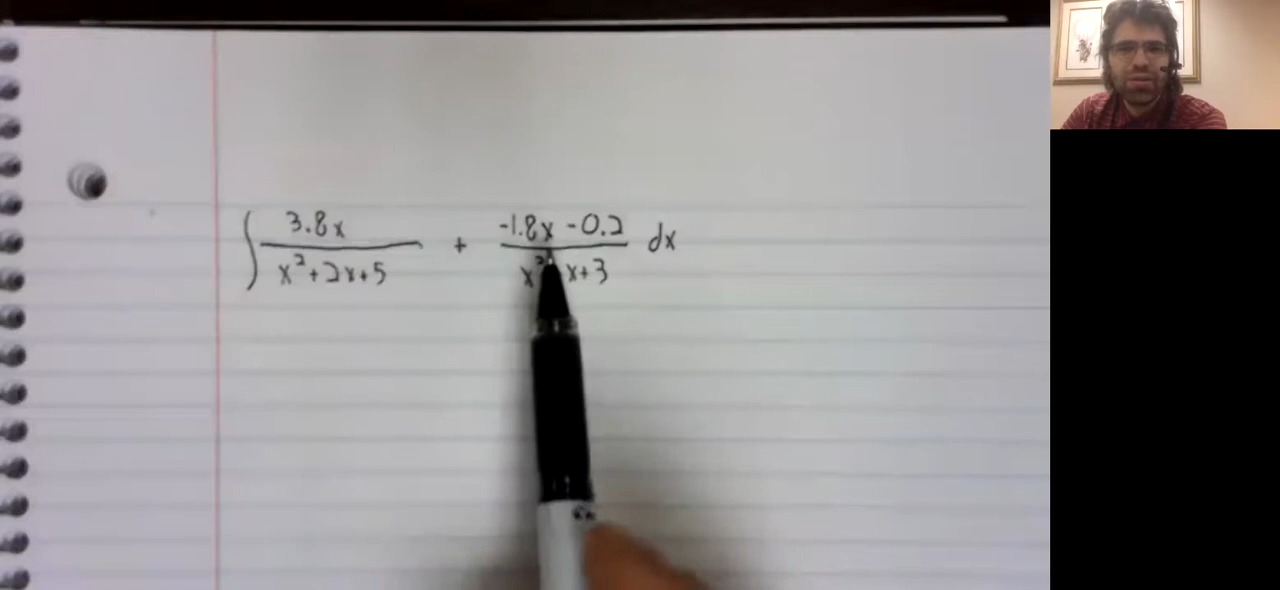 ∫ 3.8x / x²+2x+5 + -1.8x -0.2 / x² x+3 dx